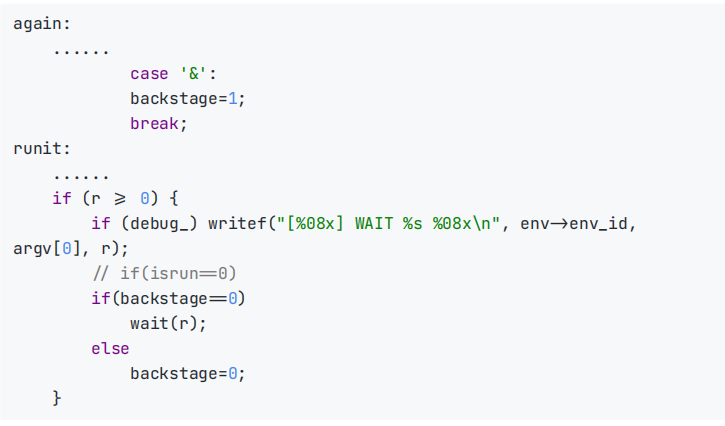 again:
    ......
            case '&':
            backstage=1;
            break;
runit:
    ......
    if (r >= 0) {
        if (debug_) writef("[%08x] WAIT %s %08x\n", env->env_id,
argv[0], r);
        // if(isrun==0)
        if(backstage==0)
            wait(r);
        else
            backstage=0;
    }